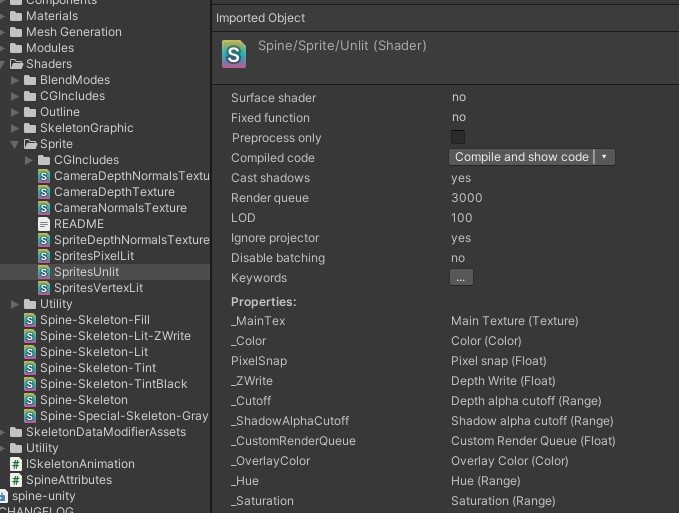 Components
Materials
Mesh Generation
Modules
Shaders
BlendModes
CGIncludes
Outline
SkeletonGraphic
Sprite
CGIncludes
CameraDepthNormalsTextu
CameraDepthTexture
CameraNormalsTexture
README
SpriteDepthNormalsTexture
SpritesPixelLit
SpritesUnlit
SpritesVertexLit
Utility
Spine-Skeleton-Fill
Spine-Skeleton-Lit-ZWrite
Spine-Skeleton-Lit
Spine-Skeleton-Tint
Spine-Skeleton-TintBlack
Spine-Skeleton
Spine-Special-Skeleton-Gray
SkeletonDataModifierAssets
Utility
ISkeletonAnimation
SpineAttributes
spine-unity
CHANGELOG
Imported Object
Spine/Sprite/Unlit (Shader)
Surface shader no
Fixed function no
Preprocess only
Compiled code Compile and show code
Cast shadows yes
Render queue 3000
LOD 100
Ignore projector yes
Disable batching no
Keywords ...
Properties:
_MainTex Main Texture (Texture)
_Color Color (Color)
PixelSnap Pixel snap (Float)
_ZWrite Depth Write (Float)
_Cutoff Depth alpha cutoff (Range)
_ShadowAlphaCutoff Shadow alpha cutoff (Range)
_CustomRenderQueue Custom Render Queue (Float)
_OverlayColor Overlay Color (Color)
_Hue Hue (Range)
_Saturation Saturation (Range)